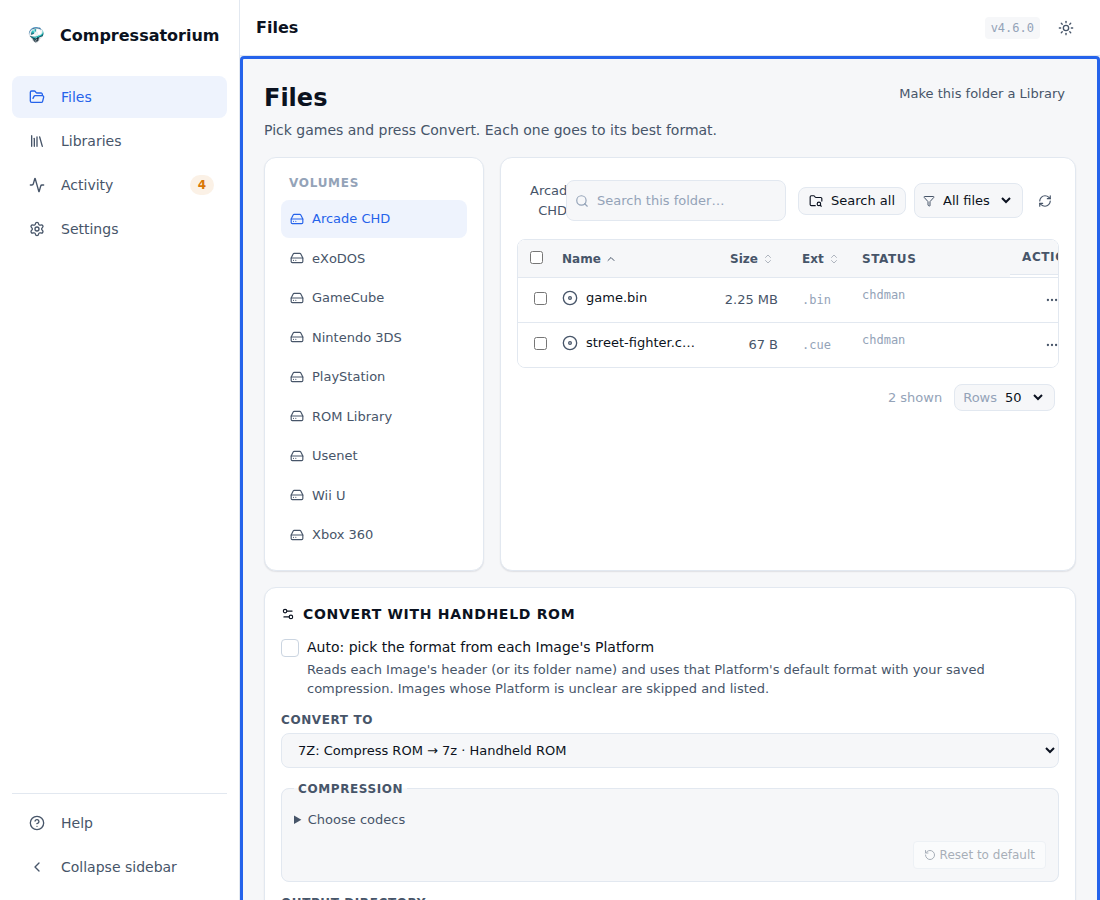 Compressatorium
Files
Libraries
Activity
4
Settings
Help
Collapse sidebar
Files
v4.6.0
Files
Make this folder a Library
Pick games and press Convert. Each one goes to its best format.
VOLUMES
Arcade CHD
eXoDOS
GameCube
Nintendo 3DS
PlayStation
ROM Library
Usenet
Wii U
Xbox 360
Arcad
CHD
Search this folder...
Search all
All files
Name
Size
Ext
STATUS
game.bin
2.25 MB
.bin
chdman
street-fighter.c...
67 B
.cue
chdman
2 shown
Rows 50
CONVERT WITH HANDHELD ROM
Auto: pick the format from each Image's Platform
Reads each Image's header (or its folder name) and uses that Platform's default format with your saved
compression. Images whose Platform is unclear are skipped and listed.
CONVERT TO
7Z: Compress ROM → 7z · Handheld ROM
COMPRESSION
Choose codecs
Reset to default
OUTPUT DIRECTORY